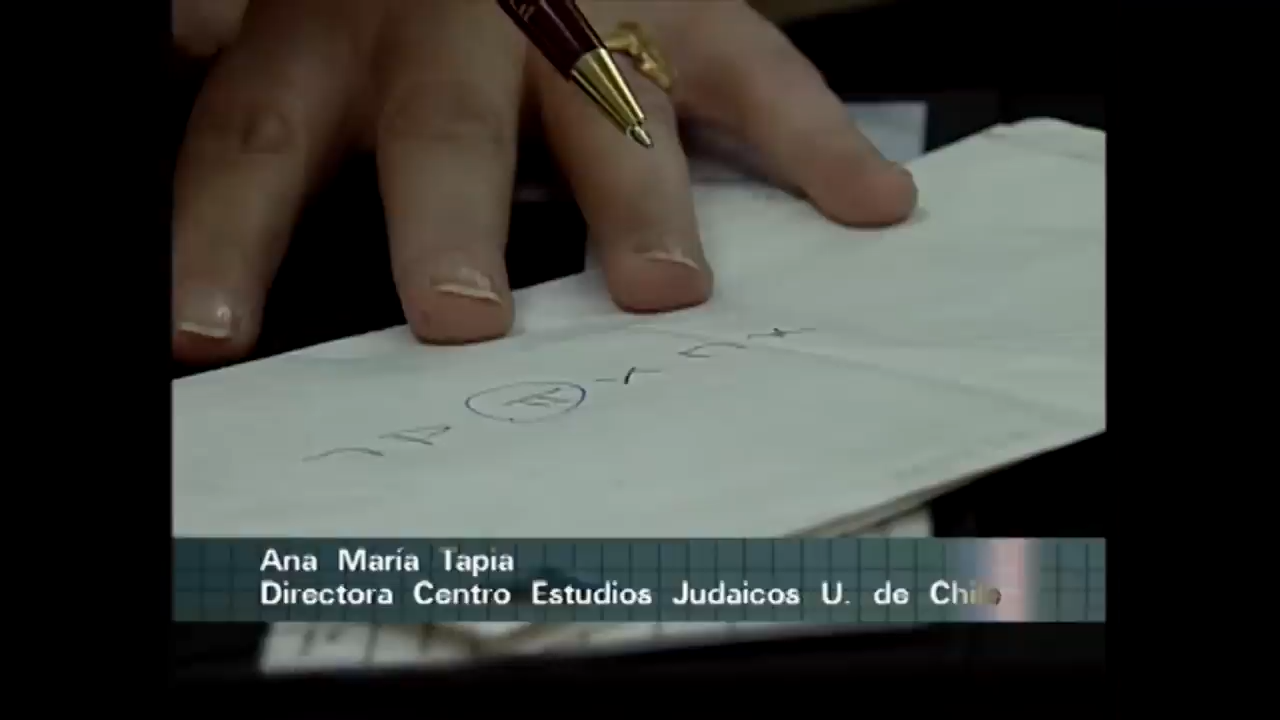 Ana María Tapia
Directora Centro Estudios Judaicos U. de Chile